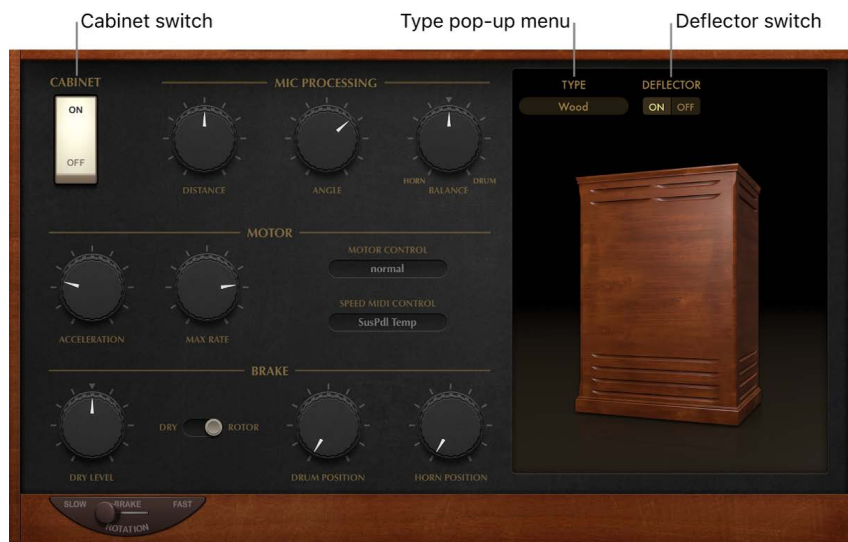 Cabinet switch
Type pop-up menu
Deflector switch
CABINET
ON
OFF
MIC PROCESSING
DISTANCE
ANGLE
HORN
DRUM
BALANCE
TYPE
Wood
DEFLECTOR
ON OFF
MOTOR
ACCELERATION
MAX RATE
MOTOR CONTROL
normal
SPEED MIDI CONTROL
SusPdl Temp
BRAKE
DRY LEVEL
DRY
ROTOR
DRUM POSITION
HORN POSITION
SLOW
BRAKE
FAST
ROTATION